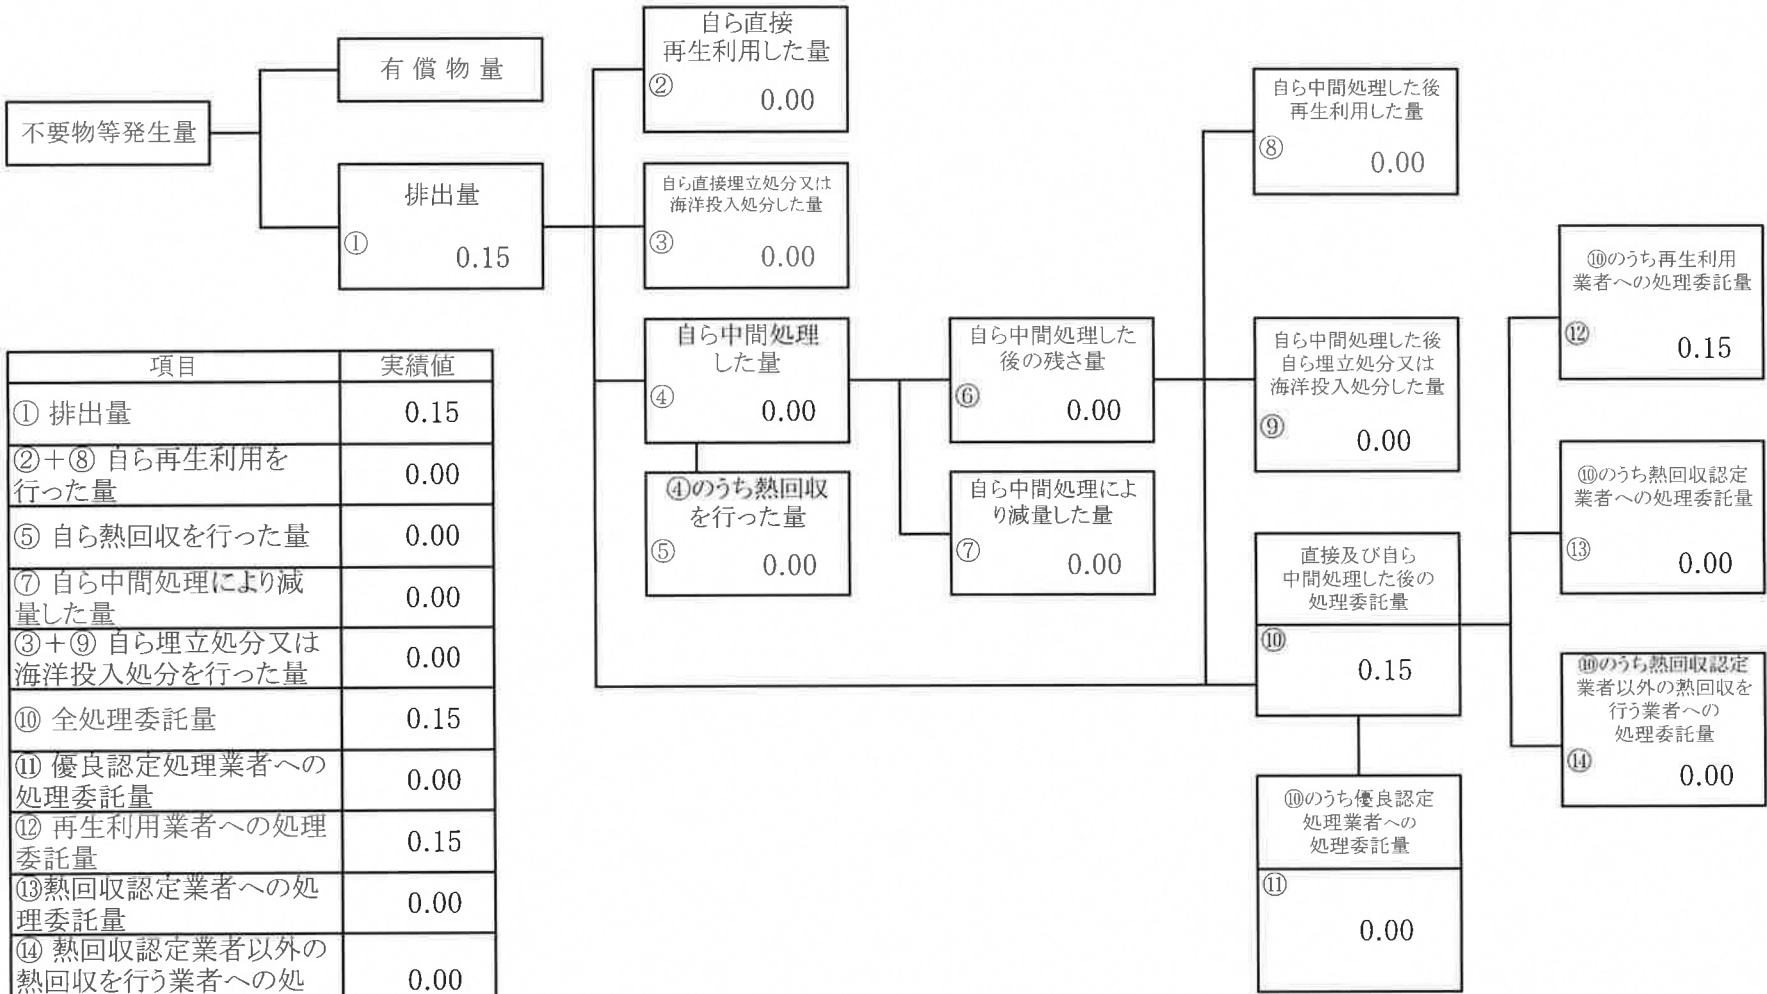 不要物等発生量
有償物量
排出量
①
0.15
自ら直接
再生利用した量
②
0.00
自ら直接埋立処分又は
海洋投入処分した量
③
0.00
自ら中間処理
した量
④
0.00
④のうち熱回収
を行った量
⑤
0.00
自ら中間処理した
後の残さ量
⑥
0.00
自ら中間処理によ
り減量した量
⑦
0.00
自ら中間処理した後
再生利用した量
⑧
0.00
自ら中間処理した後
自ら埋立処分又は
海洋投入処分した量
⑨
0.00
直接及び自ら
中間処理した後の
処理委託量
⑩
0.15
⑩のうち優良認定
処理業者への
処理委託量
⑪
0.00
⑩のうち再生利用
業者への処理委託量
⑫
0.15
⑩のうち熱回収認定
業者への処理委託量
⑬
0.00
⑩のうち熱回収認定
業者以外の熱回収を
行う業者への
処理委託量
⑭
0.00
項目 実績値
① 排出量 0.15
②+⑧ 自ら再生利用を
行った量 0.00
⑤ 自ら熱回収を行った量 0.00
⑦ 自ら中間処理により減
量した量 0.00
③+⑨ 自ら埋立処分又は
海洋投入処分を行った量 0.00
⑩ 全処理委託量 0.15
⑪ 優良認定処理業者への
処理委託量 0.00
⑫ 再生利用業者への処理
委託量 0.15
⑬熱回収認定業者への処
理委託量 0.00
⑭ 熱回収認定業者以外の
熱回収を行う業者への処 0.00